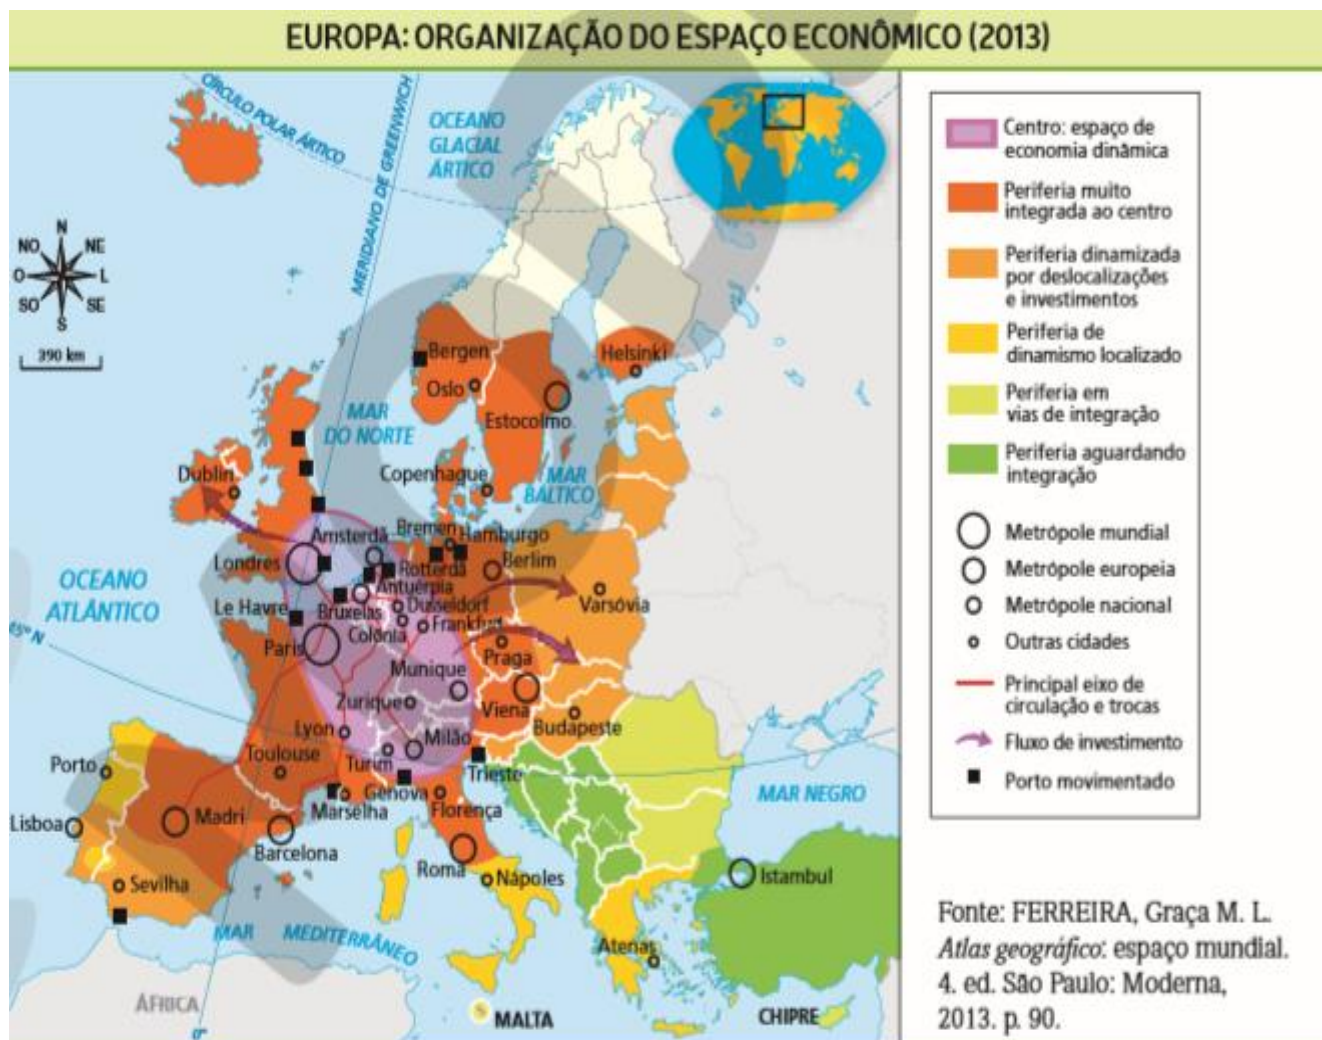 EUROPA: ORGANIZAÇÃO DO ESPAÇO ECONÔMICO (2013)
CÍRCULO POLAR ÁRTICO
MERIDIANO DE GREENWICH
OCEANO
GLACIAL
ÁRTICO
N
NO
NE
O
L
SO
SE
S
390 km
Bergen
Helsinki
Oslo
Estocolmo
MAR
DO NORTE
Dublin
Copenhague
MAR
BÁLTICO
Amsterdã
Bremen
Hamburgo
Londres
Roterdã
Berlim
OCEANO
ATLÂNTICO
Antuérpia
Le Havre
Bruxelas
Dusseldorf
Varsóvia
Colônia
Frankfurt
45° N
Paris
Praga
Munique
Zurique
Viena
Lyon
Budapeste
Milão
Toulouse
Turim
Porto
Trieste
Gênova
MAR NEGRO
Marselha
Florença
Lisboa
Madri
Barcelona
Roma
Nápoles
Istambul
Sevilha
MAR MEDITERRÂNEO
Atenas
ÁFRICA
MALTA
CHIPRE
0°
Centro: espaço de
economia dinâmica
Periferia muito
integrada ao centro
Periferia dinamizada
por deslocalizações
e investimentos
Periferia de
dinamismo localizado
Periferia em
vias de integração
Periferia aguardando
integração
Metrópole mundial
Metrópole europeia
Metrópole nacional
Outras cidades
Principal eixo de
circulação e trocas
Fluxo de investimento
Porto movimentado
Fonte: FERREIRA, Graça M. L.
Atlas geográfico: espaço mundial.
4. ed. São Paulo: Moderna,
2013. p. 90.